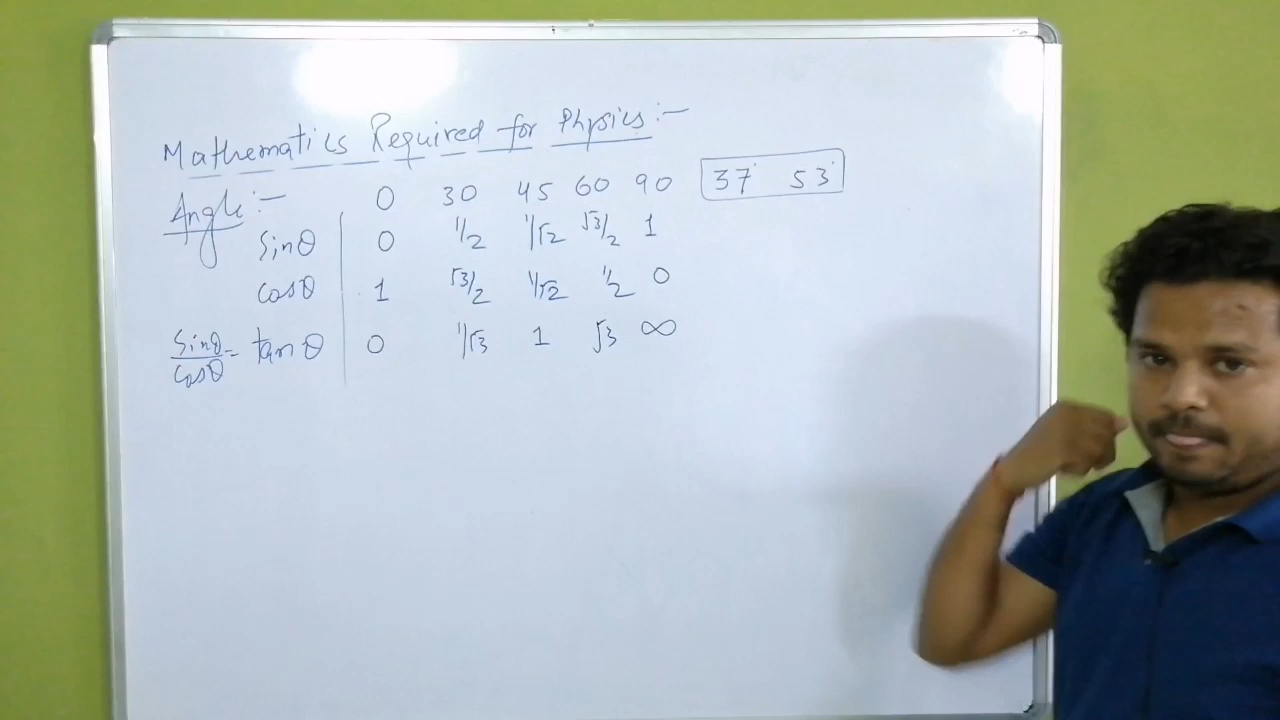 Mathematics Required for Physics :-
Angle :- 0 30 45 60 90 37° 53°
sinθ 0 1/2 1/√2 √3/2 1
cosθ 1 √3/2 1/√2 1/2 0
sinθ/cosθ = tanθ 0 1/√3 1 √3 ∞